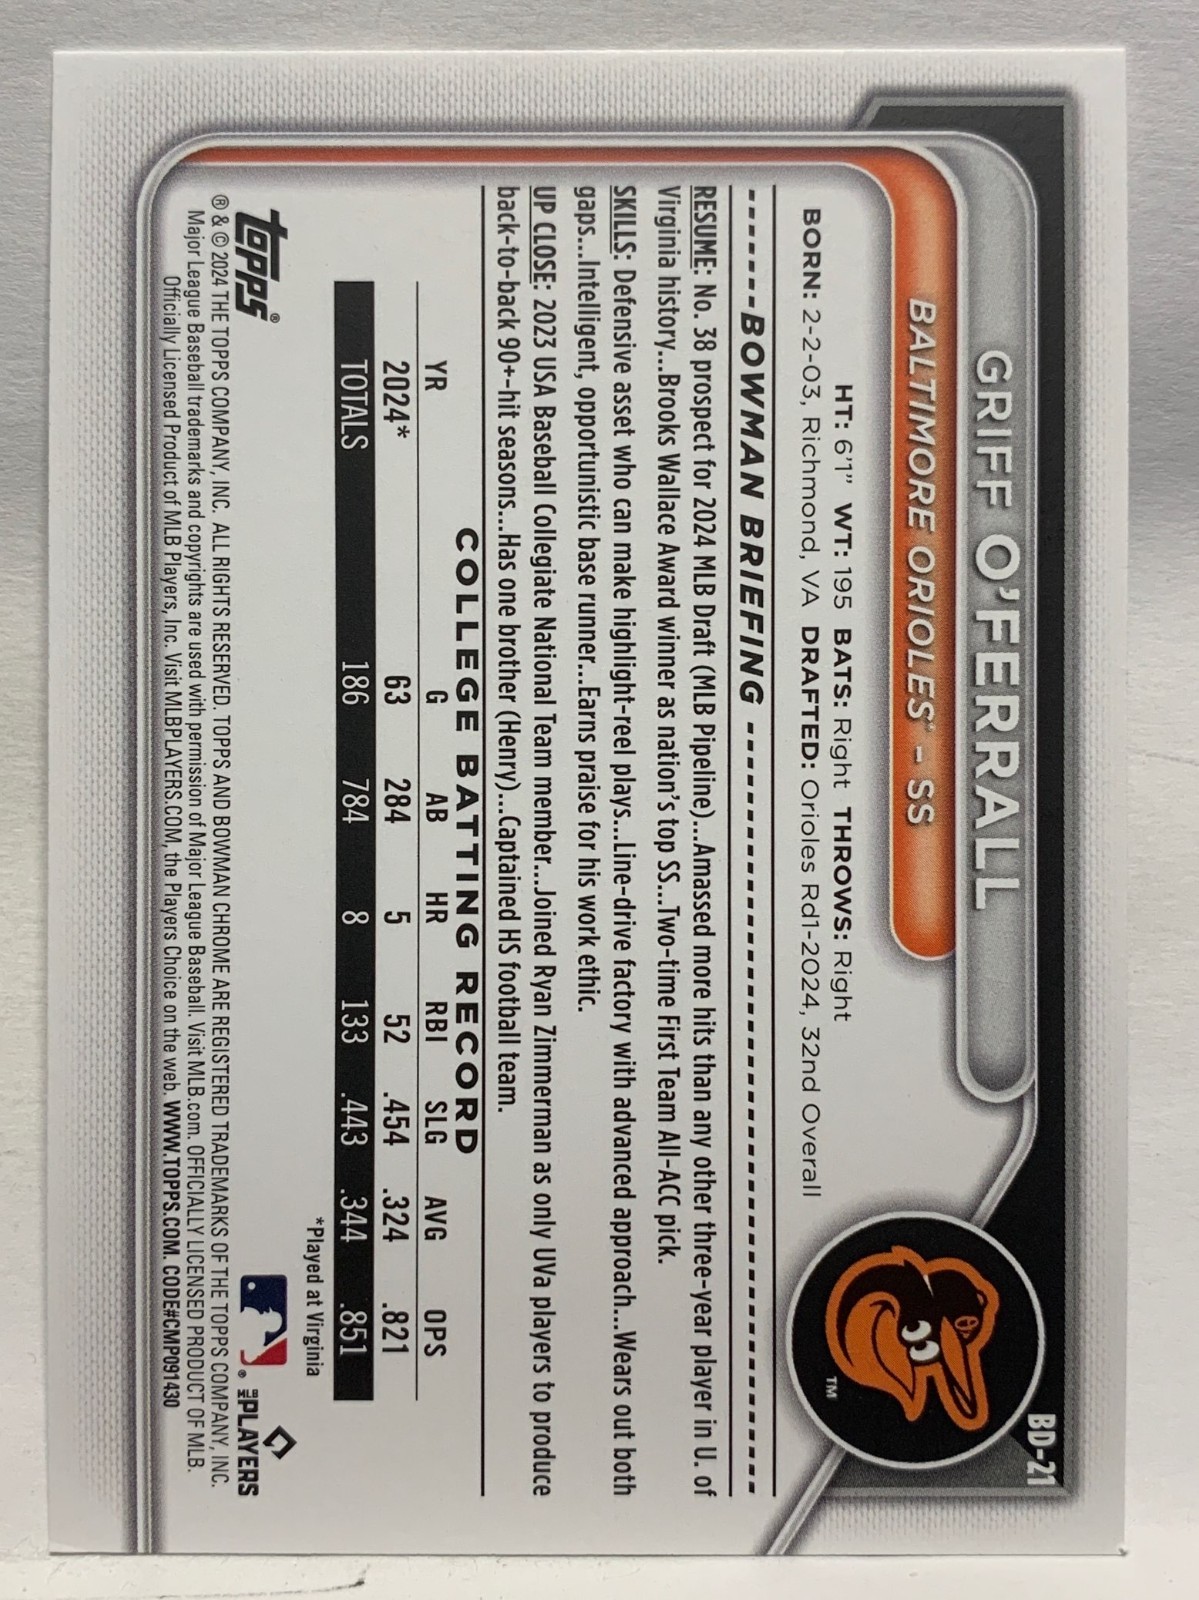 BD-21
GRIFF O'FERRALL
BALTIMORE ORIOLES® - SS
HT: 6'1" WT: 195 BATS: Right THROWS: Right
BORN: 2-2-03, Richmond, VA DRAFTED: Orioles Rd1-2024, 32nd Overall
TM
BOWMAN BRIEFING
RESUME: No. 38 prospect for 2024 MLB Draft (MLB Pipeline)...Amassed more hits than any other three-year player in U. of
Virginia history...Brooks Wallace Award winner as nation's top SS...Two-time First Team All-ACC pick.
SKILLS: Defensive asset who can make highlight-reel plays...Line-drive factory with advanced approach...Wears out both
gaps...Intelligent, opportunistic base runner...Earns praise for his work ethic.
UP CLOSE: 2023 USA Baseball Collegiate National Team member...Joined Ryan Zimmerman as only UVa players to produce
back-to-back 90+-hit seasons...Has one brother (Henry)...Captained HS football team.
COLLEGE BATTING RECORD
YR G AB HR RBI SLG AVG OPS
2024* 63 284 5 52 .454 .324 .821
TOTALS 186 784 8 133 .443 .344 .851
*Played at Virginia
topps®
MLB PLAYERS
® & © 2024 THE TOPPS COMPANY, INC. ALL RIGHTS RESERVED. TOPPS AND BOWMAN CHROME ARE REGISTERED TRADEMARKS OF THE TOPPS COMPANY, INC.
Major League Baseball trademarks and copyrights are used with permission of Major League Baseball. Visit MLB.com. OFFICIALLY LICENSED PRODUCT OF MLB
Officially Licensed Product of MLB Players, Inc. Visit MLBPLAYERS.COM, the Players Choice on the web. WWW.TOPPS.COM. CODE#CMP091430